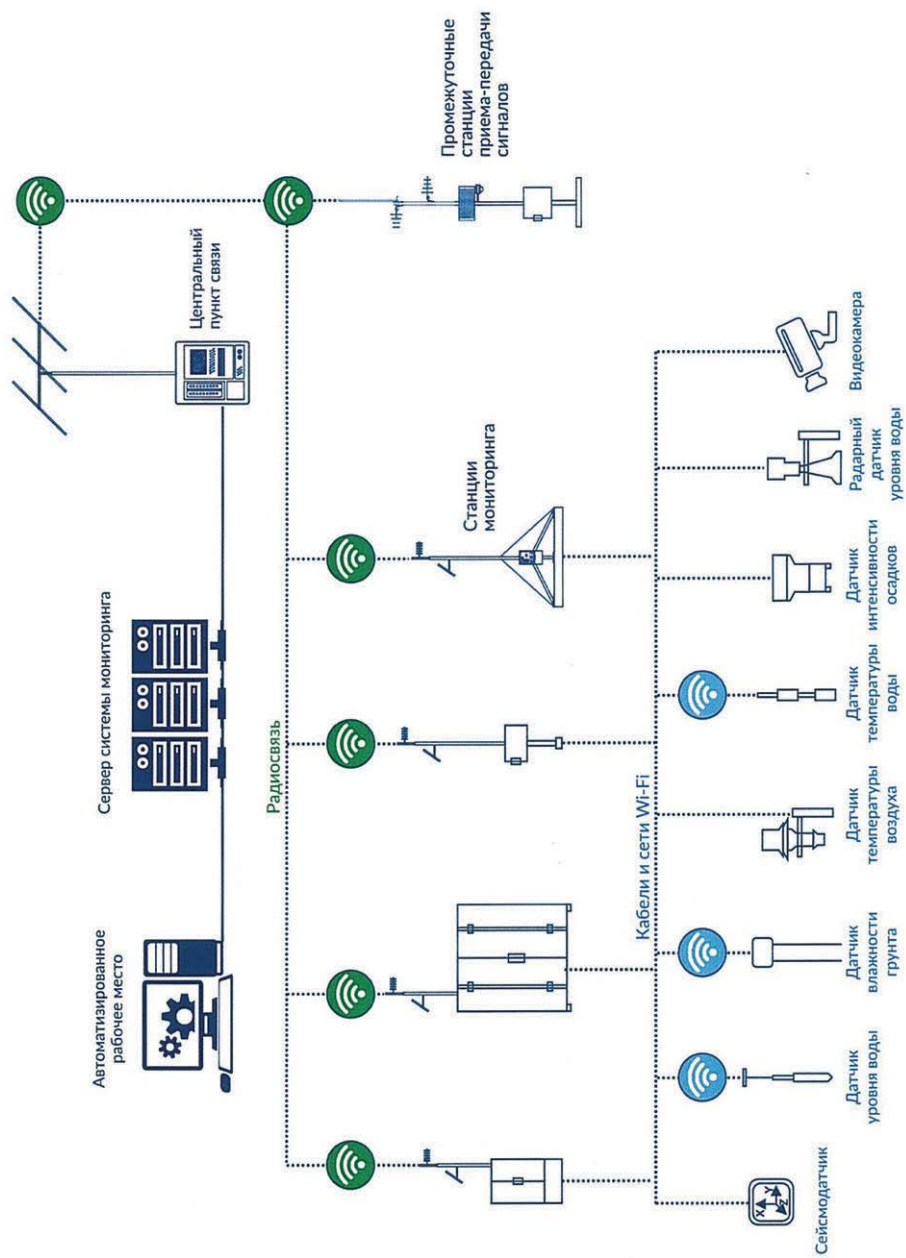 Автоматизированное
рабочее место
Сервер системы мониторинга
Центральный
пункт связи
Радиосвязь
Промежуточные
станции
приема-передачи
сигналов
Станции
мониторинга
Кабели и сети Wi-Fi
Сейсмодатчик
X
Y
Z
Датчик
уровня воды
Датчик
влажности
грунта
Датчик
температуры
воздуха
Датчик
температуры
воды
Датчик
интенсивности
осадков
Радарный
датчик
уровня воды
Видеокамера